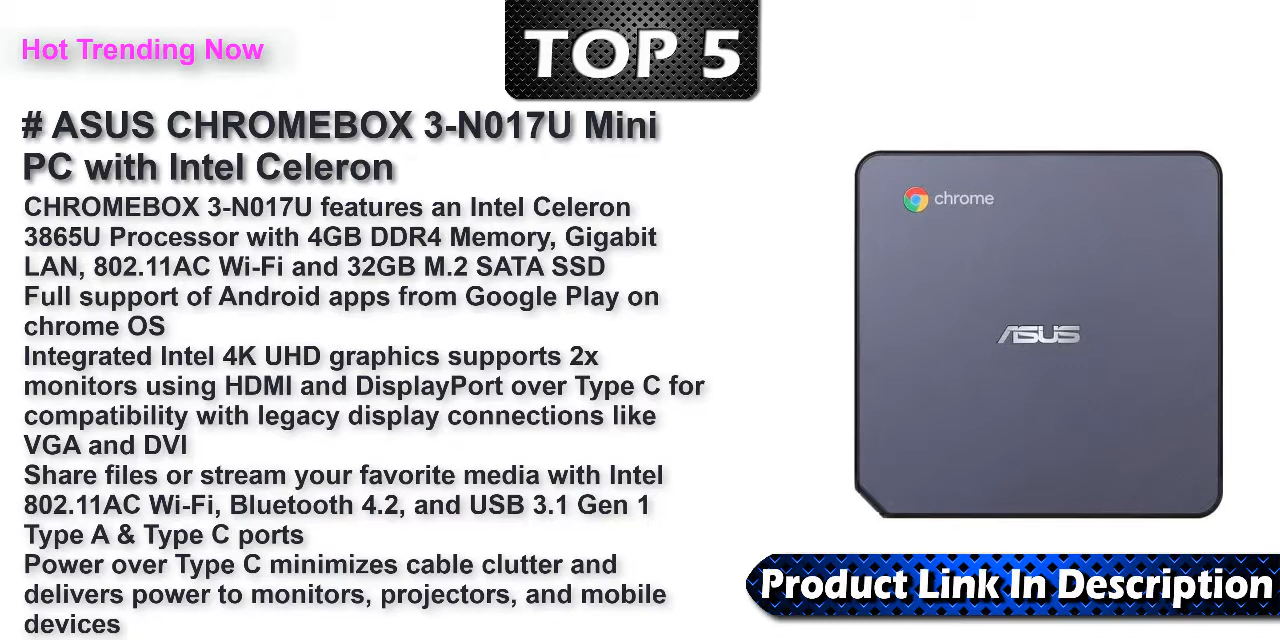 Hot Trending Now
TOP 5
# ASUS CHROMEBOX 3-N017U Mini
PC with Intel Celeron
CHROMEBOX 3-N017U features an Intel Celeron
3865U Processor with 4GB DDR4 Memory, Gigabit
LAN, 802.11AC Wi-Fi and 32GB M.2 SATA SSD
Full support of Android apps from Google Play on
chrome OS
Integrated Intel 4K UHD graphics supports 2x
monitors using HDMI and DisplayPort over Type C for
compatibility with legacy display connections like
VGA and DVI
Share files or stream your favorite media with Intel
802.11AC Wi-Fi, Bluetooth 4.2, and USB 3.1 Gen 1
Type A & Type C ports
Power over Type C minimizes cable clutter and
delivers power to monitors, projectors, and mobile
devices
chrome
ASUS
Product Link In Description